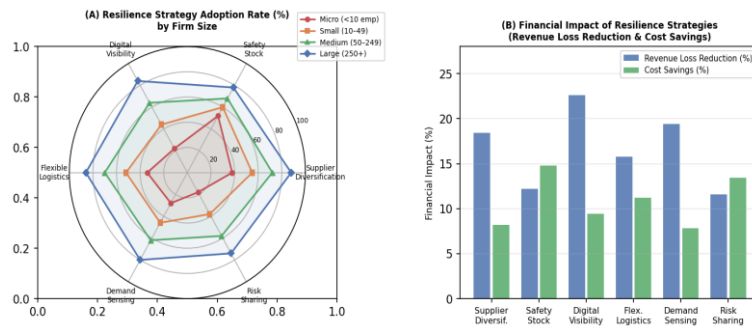 (A) Resilience Strategy Adoption Rate (%)
by Firm Size
Micro (<10 emp)
Small (10–49)
Medium (50–249)
Large (250+)
Digital
Visibility
Safety
Stock
Flexible
Logistics
Supplier
Diversification
Demand
Sensing
Risk
Sharing
20
40
60
80
100
1.0
0.8
0.6
0.4
0.2
0.0
0.0 0.2 0.4 0.6 0.8 1.0
(B) Financial Impact of Resilience Strategies
(Revenue Loss Reduction & Cost Savings)
Revenue Loss Reduction (%)
Cost Savings (%)
Financial Impact (%)
25
20
15
10
5
0
Supplier
Diversif.
Safety
Stock
Digital
Visibility
Flex.
Logistics
Demand
Sensing
Risk
Sharing